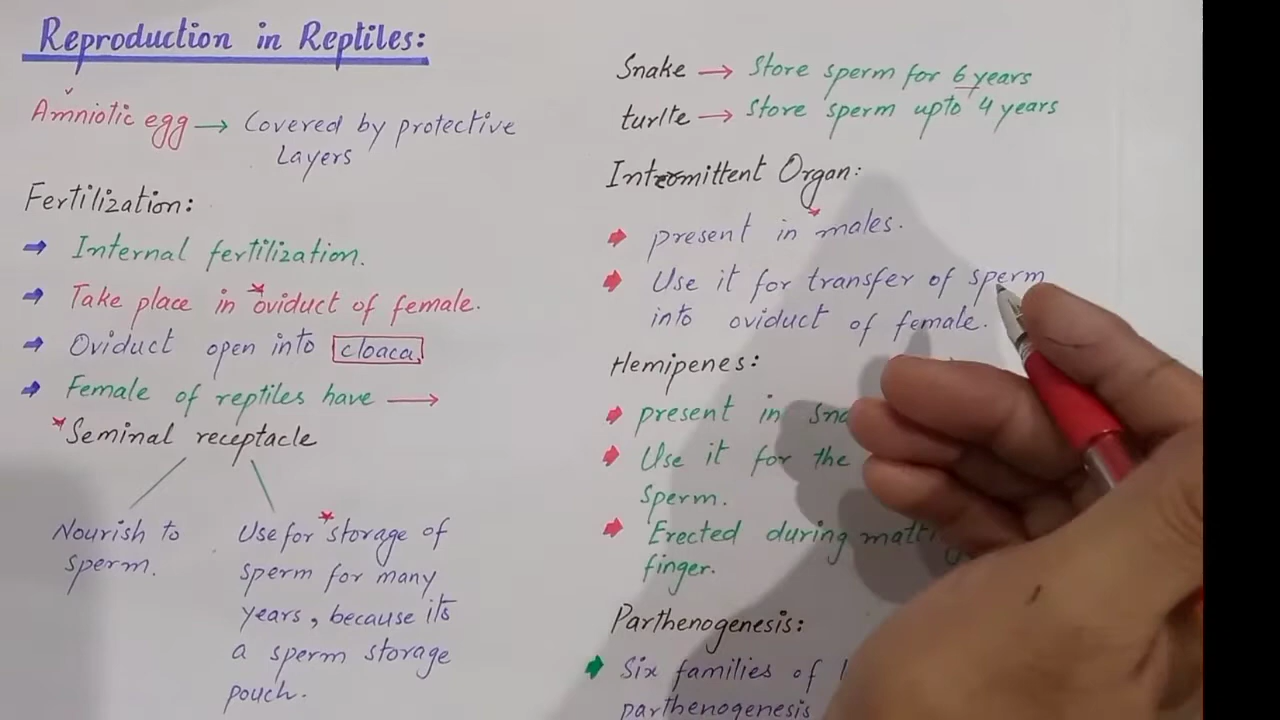 Reproduction in Reptiles:
Amniotic egg → Covered by protective
Layers
Fertilization:
Internal fertilization.
Take place in oviduct of female.
Oviduct open into cloaca
Female of reptiles have →
Seminal receptacle
Nourish to
sperm.
Use for storage of
sperm for many
years, because its
a sperm storage
pouch.
Snake → Store sperm for 6 years
turlte → Store sperm upto 4 years
Intromittent Organ:
present in males.
Use it for transfer of sperm
into oviduct of female.
Hemipenes:
present in
Use it for the
sperm.
Erected during
finger.
Parthenogenesis:
Six families of
parthenogenesis